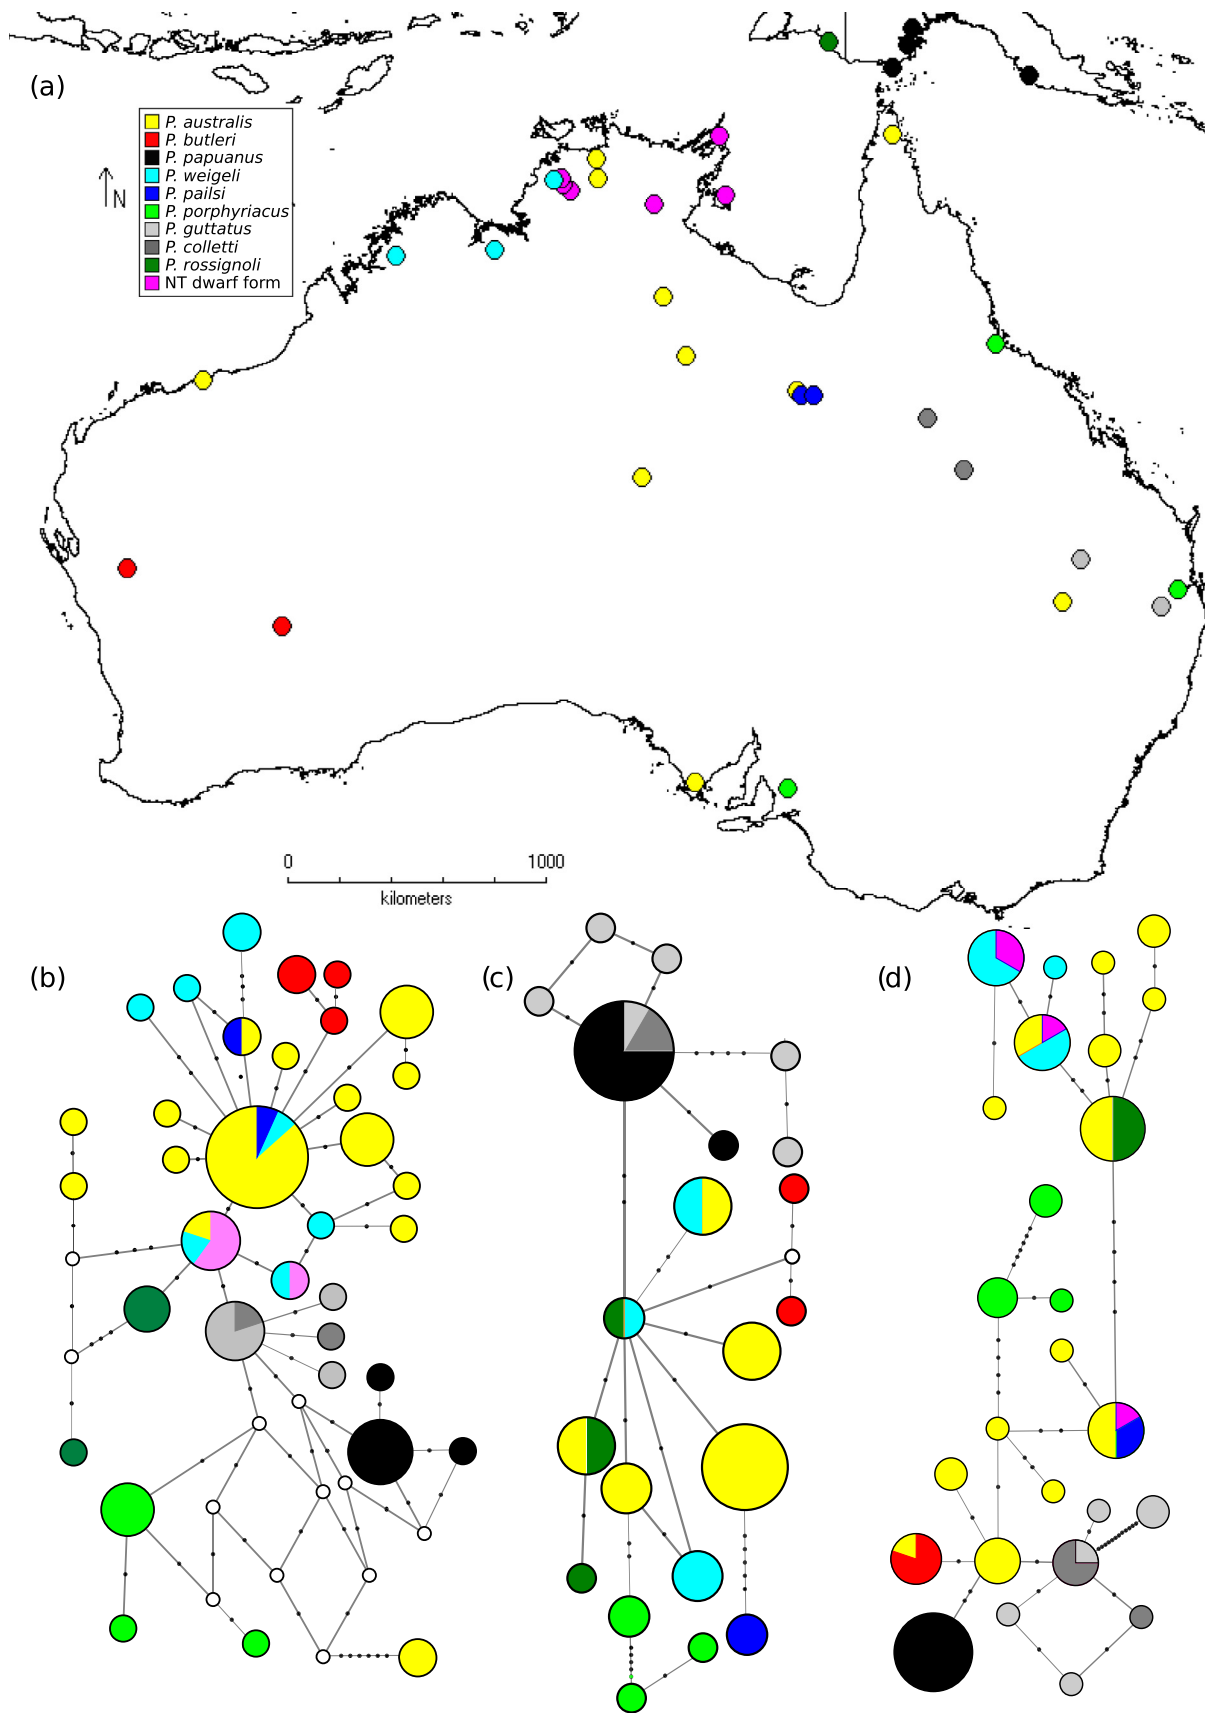 (a)
N
P. australis
P. butleri
P. papuanus
P. weigeli
P. pailsi
P. porphyriacus
P. guttatus
P. colletti
P. rossignoli
NT dwarf form
0 1000
kilometers
(b)
(c)
(d)